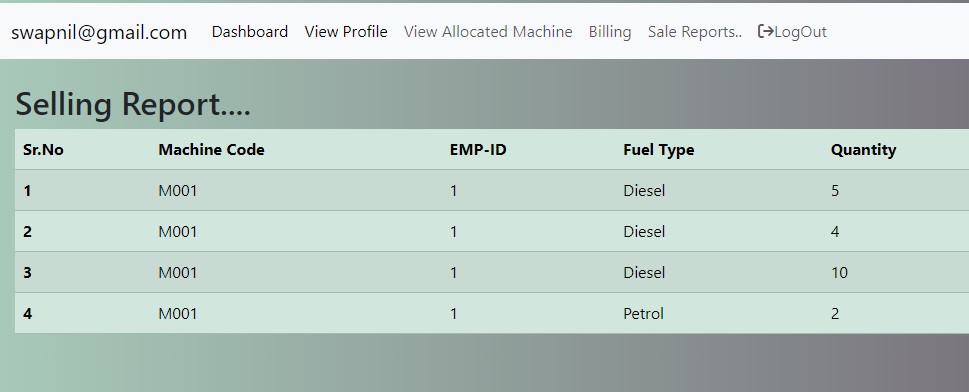 swapnil@gmail.com Dashboard View Profile View Allocated Machine Billing Sale Reports.. LogOut
Selling Report....
Sr.No Machine Code EMP-ID Fuel Type Quantity
1 M001 1 Diesel 5
2 M001 1 Diesel 4
3 M001 1 Diesel 10
4 M001 1 Petrol 2